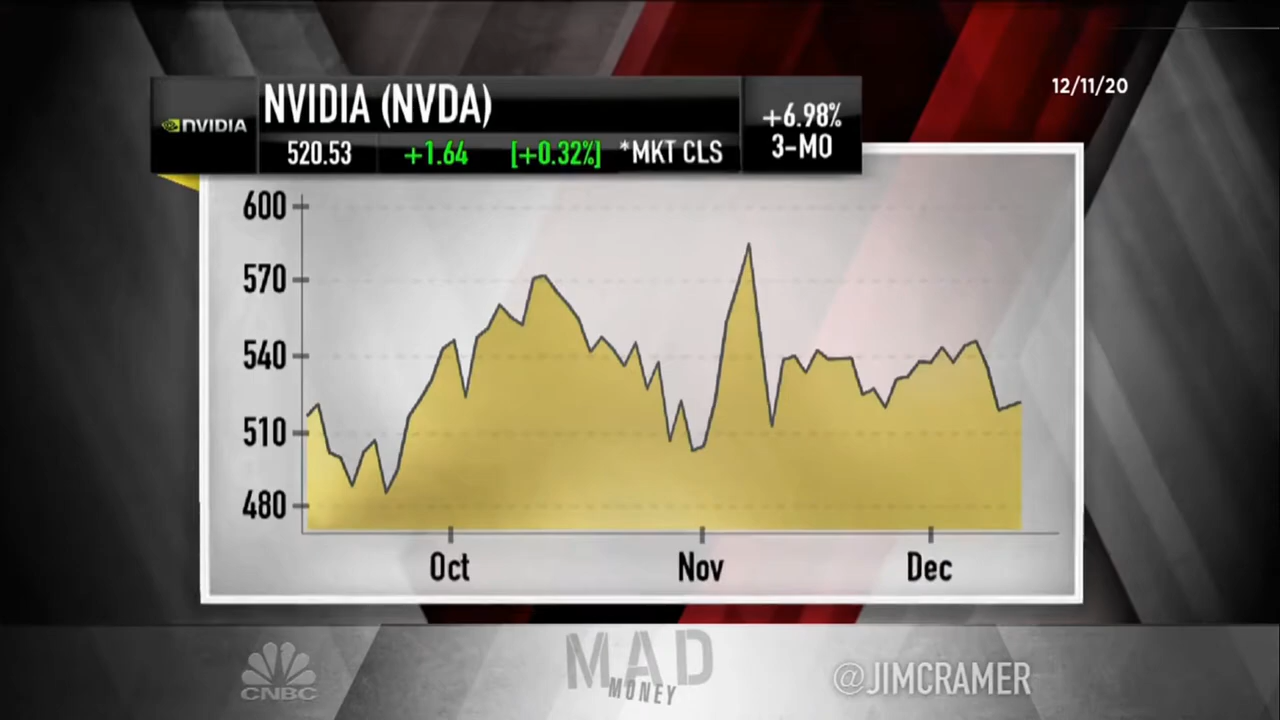 12/11/20
NVIDIA
NVIDIA (NVDA)
520.53 +1.64 [+0.32%] *MKT CLS
+6.98%
3-MO
600
570
540
510
480
Oct Nov Dec
CNBC
MAD
MONEY
@JIMCRAMER